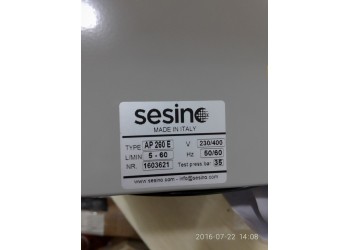 sesino
MADE IN ITALY
TYPE AP 260 E V 230/400
L/MIN 5 - 60 Hz 50/60
NR. 1603621 Test press bar 35
www.sesino.com - info@sesino.com
2016-07-22 14:08